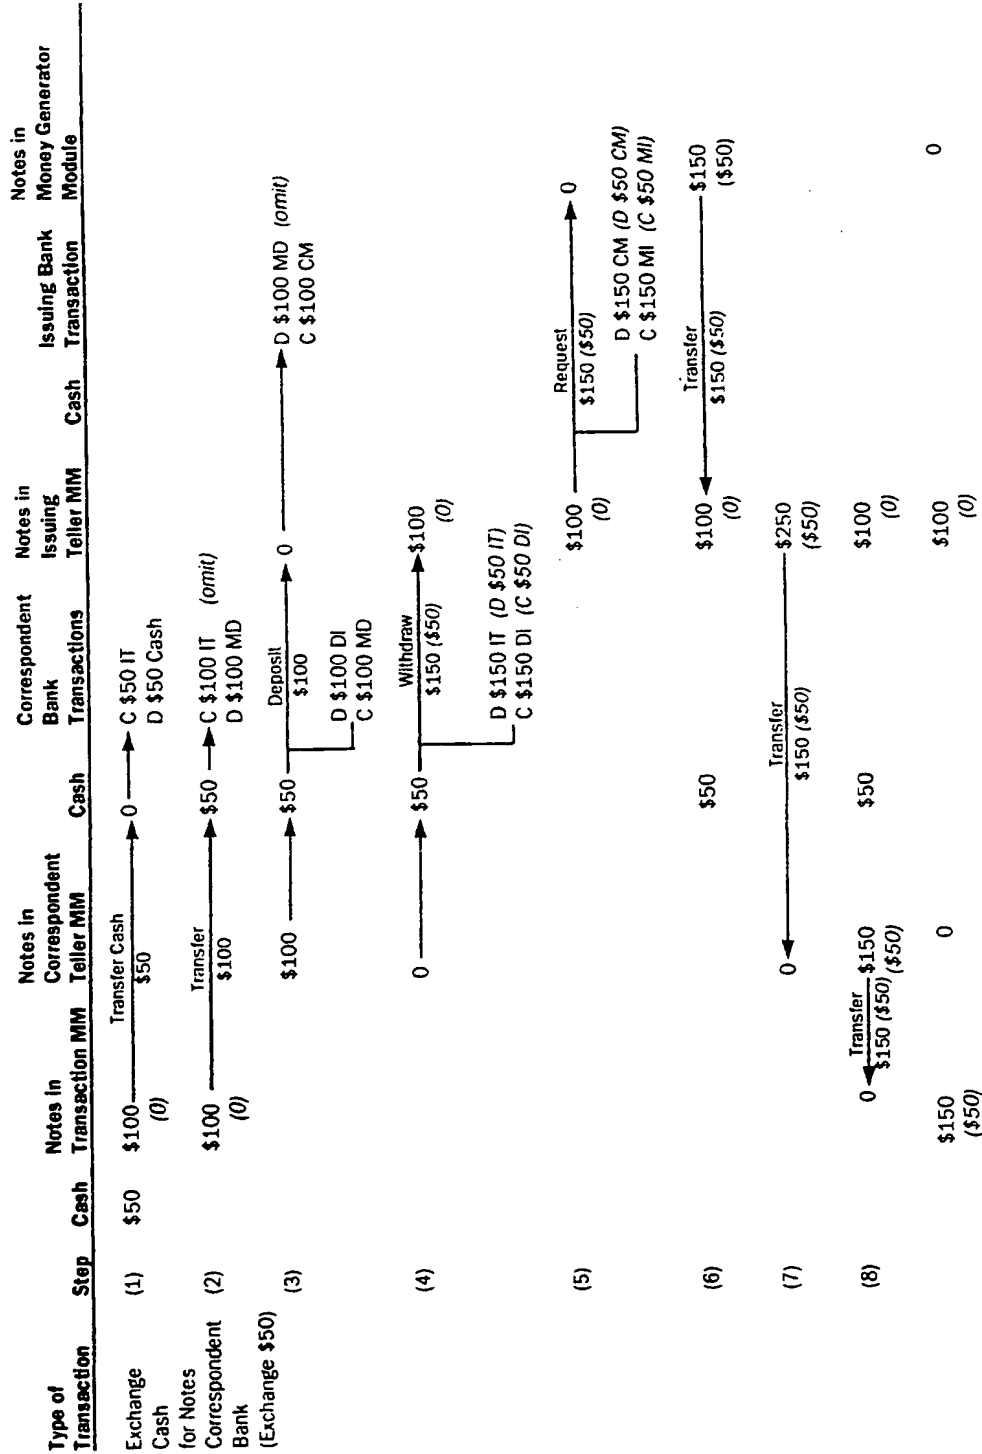 Type of
Transaction
Step
Cash
Notes in
Transaction MM
Notes in
Correspondent
Teller MM
Cash
Correspondent
Bank
Transactions
Notes in
Issuing
Teller MM
Cash
Issuing Bank
Transaction
Notes in
Money Generator
Module
Exchange
Cash
for Notes
Correspondent
Bank
(Exchange $50)
(1)
$50
$100
(0)
Transfer Cash
$50
0
C $50 IT
D $50 Cash
(2)
$100
(0)
Transfer
$100
$50
C $100 IT (omit)
D $100 MD
(3)
$100
$50
Deposit
$100
D $100 DI
C $100 MD
0
D $100 MD (omit)
C $100 CM
(4)
0
$50
Withdraw
$150 ($50)
D $150 IT (D $50 IT)
C $150 DI (C $50 DI)
$100
(0)
(5)
$100
(0)
Request
$150 ($50)
D $150 CM (D $50 CM)
C $150 MI (C $50 MI)
0
(6)
$50
$100
(0)
Transfer
$150 ($50)
$150
($50)
(7)
0
Transfer
$150 ($50)
$250
($50)
(8)
0
Transfer
$150 ($50)
$150
($50)
$50
$100
(0)
$150
($50)
0
$100
(0)
0